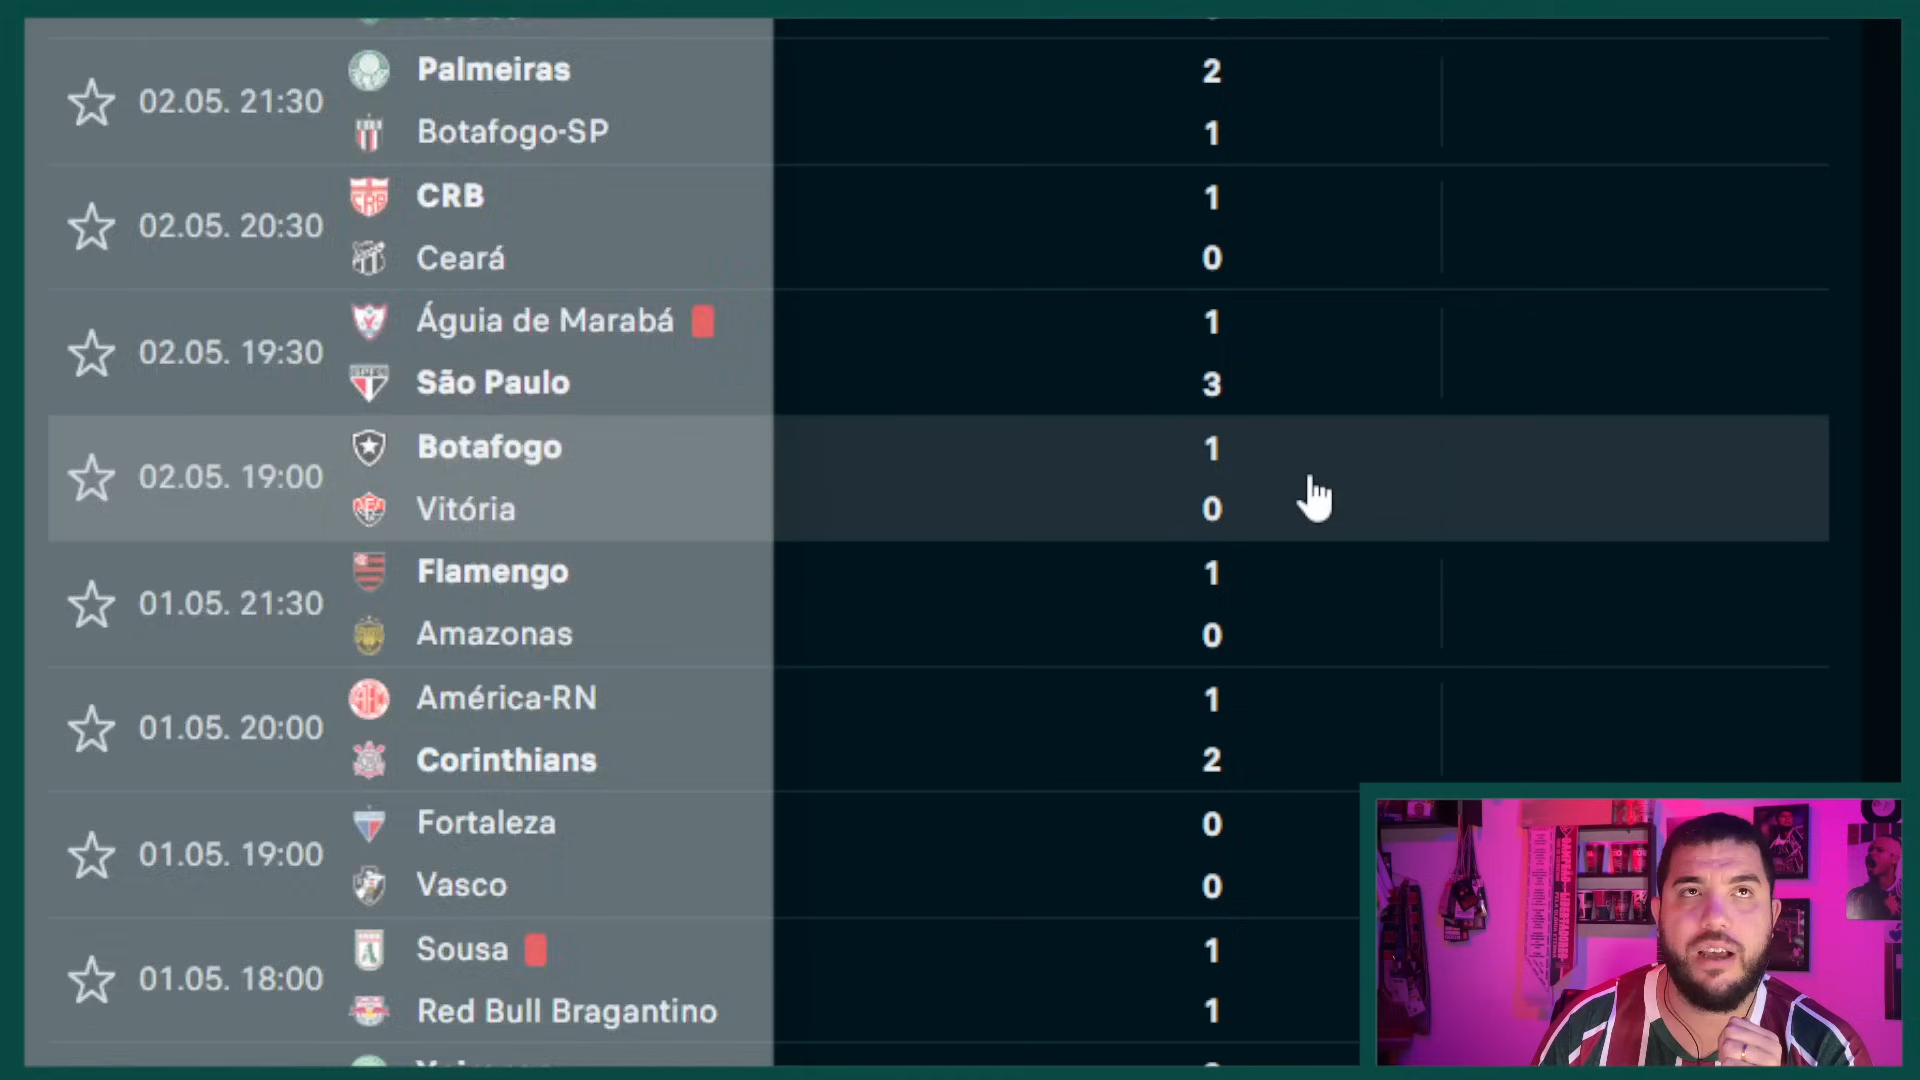 02.05. 21:30
Palmeiras 2
Botafogo-SP 1
02.05. 20:30
CRB 1
Ceará 0
02.05. 19:30
Águia de Marabá 1
São Paulo 3
02.05. 19:00
Botafogo 1
Vitória 0
01.05. 21:30
Flamengo 1
Amazonas 0
01.05. 20:00
América-RN 1
Corinthians 2
01.05. 19:00
Fortaleza 0
Vasco 0
01.05. 18:00
Sousa 1
Red Bull Bragantino 1